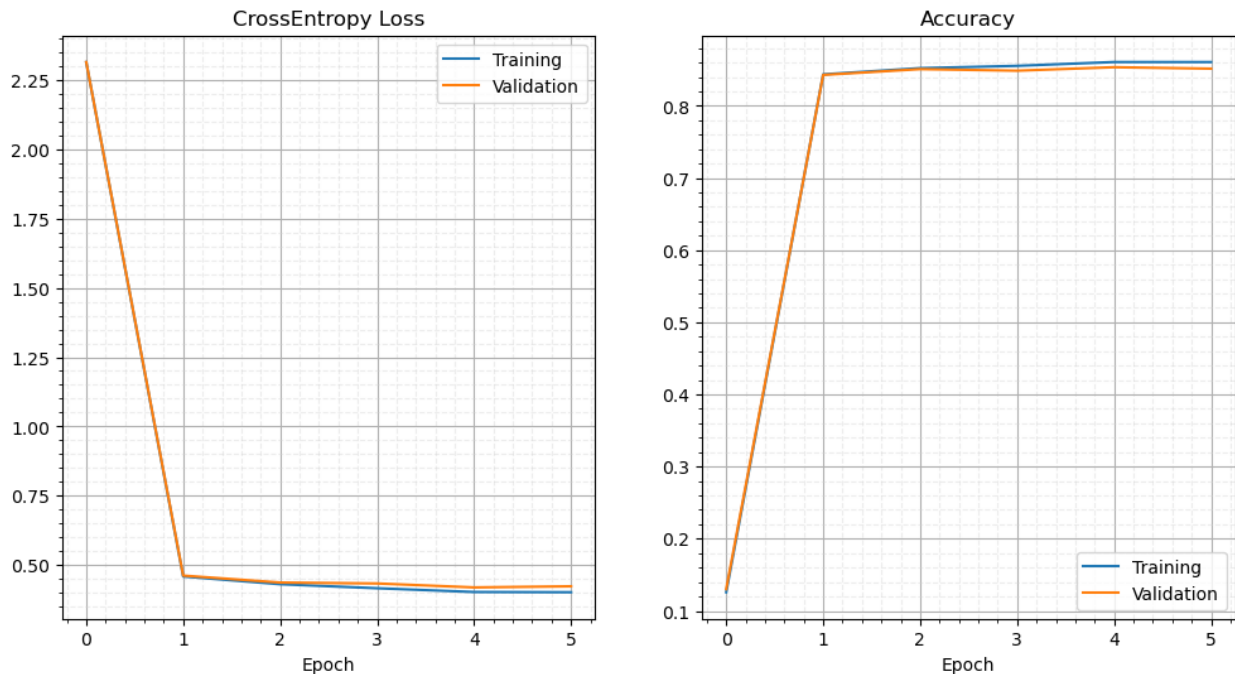 CrossEntropy Loss
Training
Validation
2.25
2.00
1.75
1.50
1.25
1.00
0.75
0.50
0 1 2 3 4 5
Epoch
Accuracy
0.8
0.7
0.6
0.5
0.4
0.3
0.2
0.1
Training
Validation
0 1 2 3 4 5
Epoch